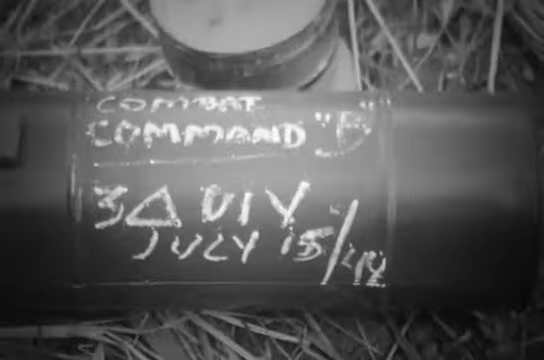 COMBAT
COMMAND "B"
3 Δ DIV
JULY 15/44